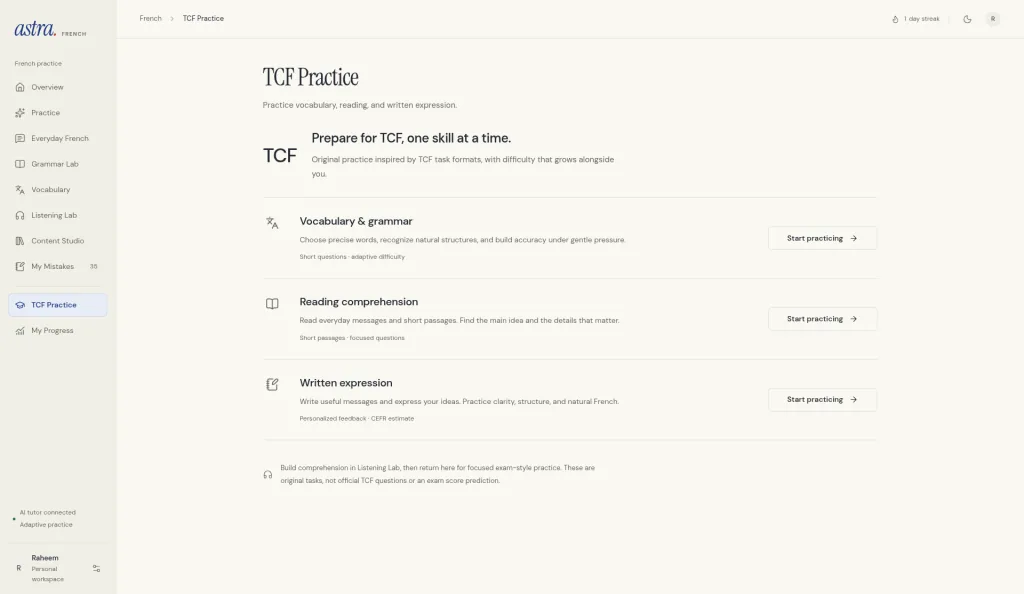 astra. FRENCH
French practice
Overview
Practice
Everyday French
Grammar Lab
Vocabulary
Listening Lab
Content Studio
My Mistakes 35
TCF Practice
My Progress
AI tutor connected
Adaptive practice
R
Raheem
Personal
workspace
French > TCF Practice
1 day streak
R
TCF Practice
Practice vocabulary, reading, and written expression.
TCF
Prepare for TCF, one skill at a time.
Original practice inspired by TCF task formats, with difficulty that grows alongside
you.
Vocabulary & grammar
Choose precise words, recognize natural structures, and build accuracy under gentle pressure.
Short questions · adaptive difficulty
Start practicing →
Reading comprehension
Read everyday messages and short passages. Find the main idea and the details that matter.
Short passages · focused questions
Start practicing →
Written expression
Write useful messages and express your ideas. Practice clarity, structure, and natural French.
Personalized feedback · CEFR estimate
Start practicing →
Build comprehension in Listening Lab, then return here for focused exam-style practice. These are
original tasks, not official TCF questions or an exam score prediction.